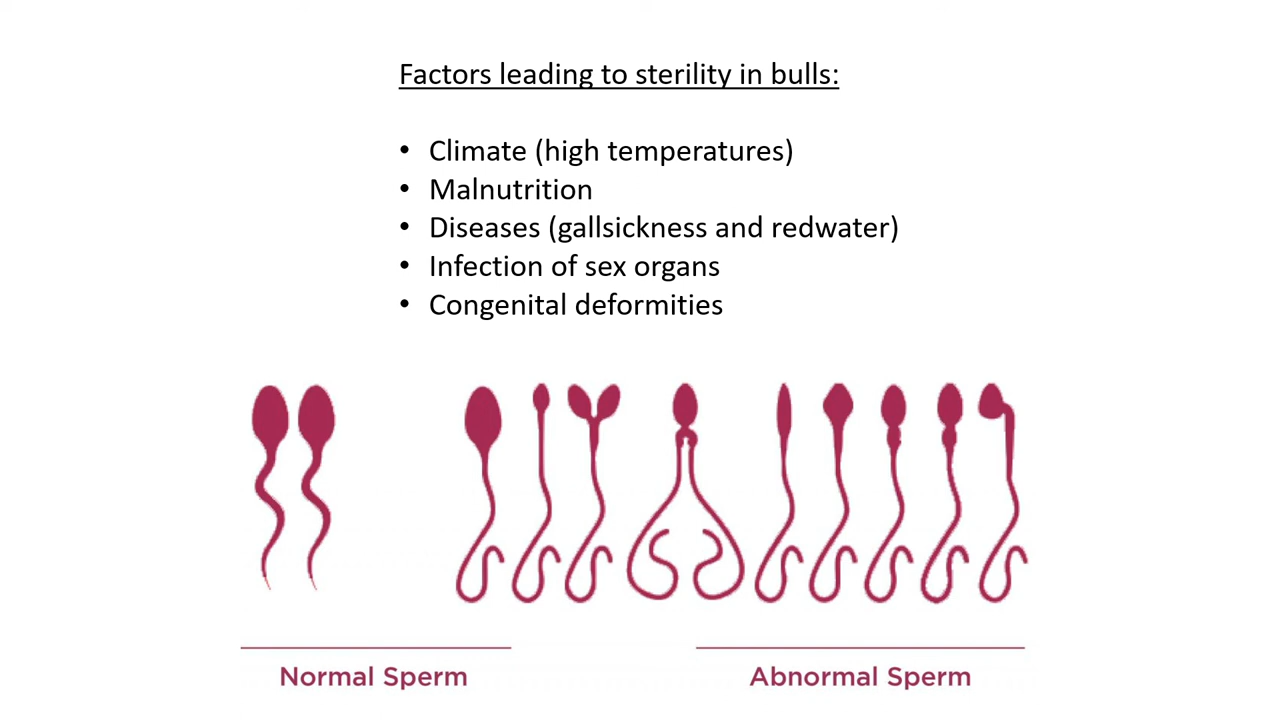 Factors leading to sterility in bulls:
• Climate (high temperatures)
• Malnutrition
• Diseases (gallsickness and redwater)
• Infection of sex organs
• Congenital deformities
Normal Sperm
Abnormal Sperm